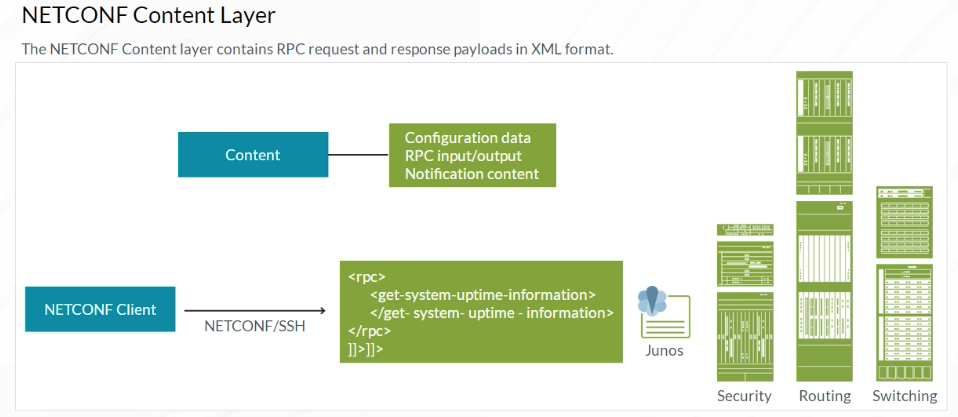 NETCONF Content Layer
The NETCONF Content layer contains RPC request and response payloads in XML format.
Content
Configuration data
RPC input/output
Notification content
NETCONF Client
NETCONF/SSH
<rpc>
<get-system-uptime-information>
</get- system- uptime - information>
</rpc>
]]>]]>
Junos
Security
Routing
Switching